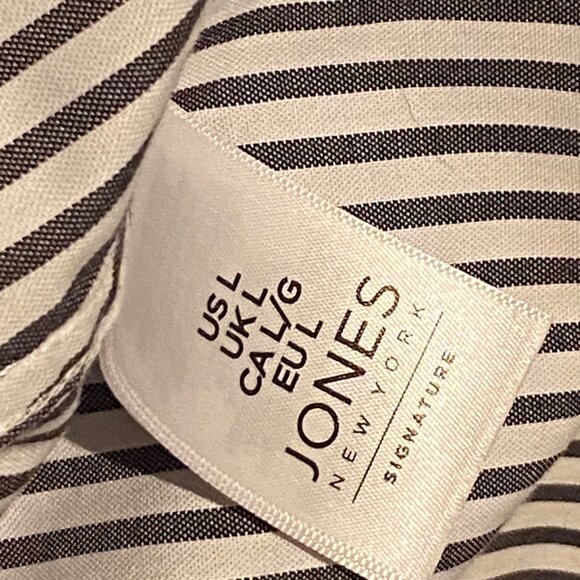 US L
UK L
CA L/G
EU L
JONES
NEW YORK
SIGNATURE